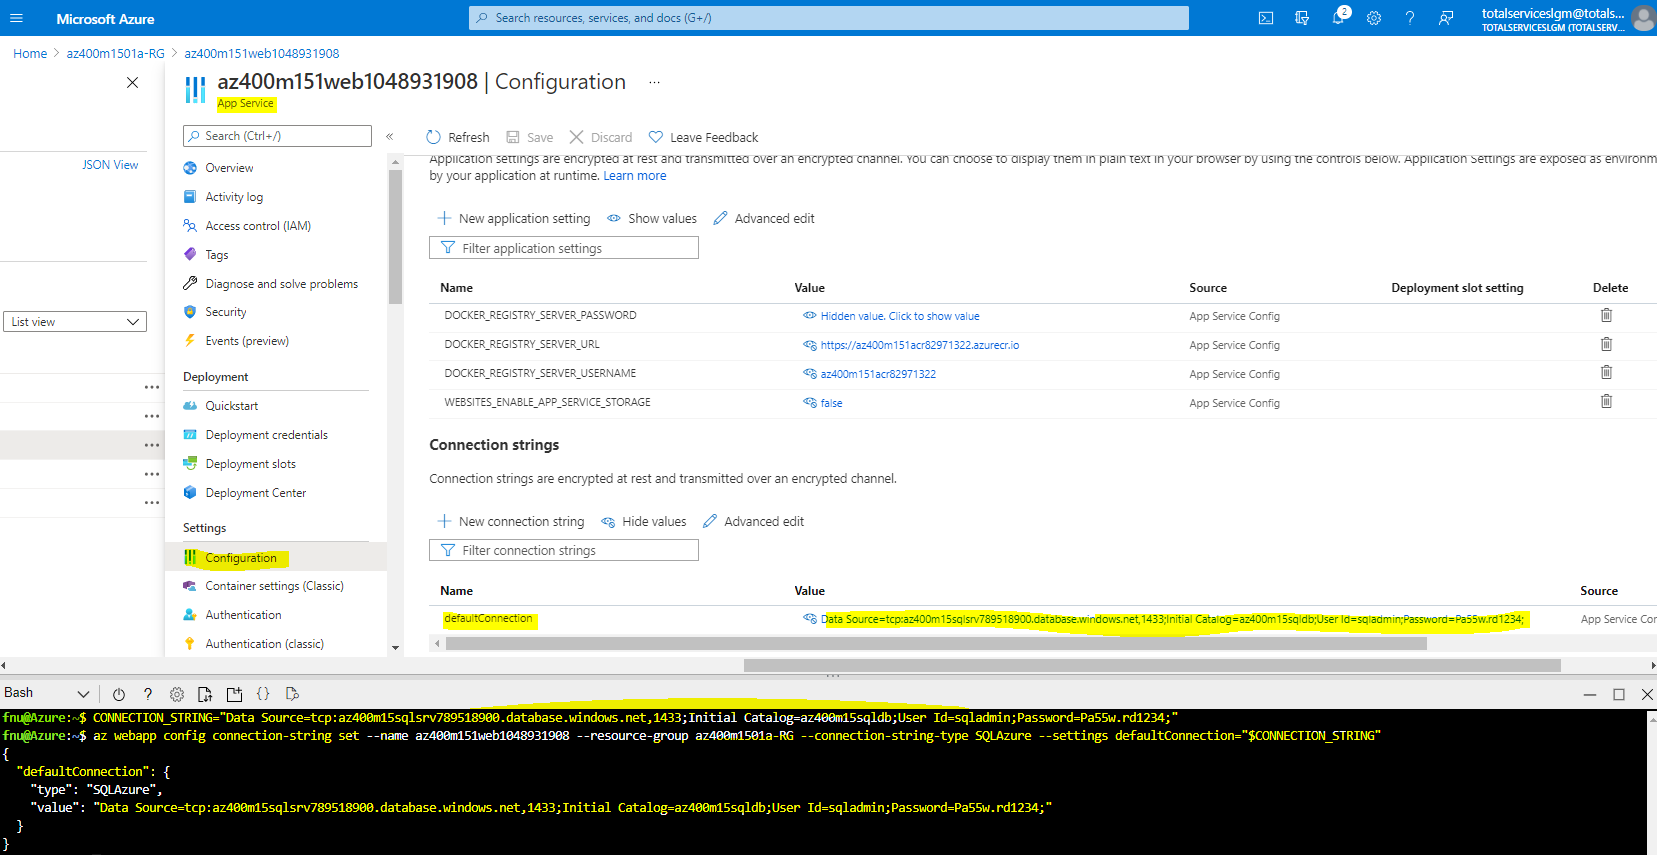 Microsoft Azure
Search resources, services, and docs (G+/)
2
totalserviceslgm@totals...
TOTALSERVICESLGM (TOTALSERV...
Home > az400m1501a-RG > az400m151web1048931908
JSON View
List view
az400m151web1048931908 | Configuration ...
App Service
Search (Ctrl+/)
«
Overview
Activity log
Access control (IAM)
Tags
Diagnose and solve problems
Security
Events (preview)
Deployment
Quickstart
Deployment credentials
Deployment slots
Deployment Center
Settings
Configuration
Container settings (Classic)
Authentication
Authentication (classic)
Refresh Save Discard Leave Feedback
Application settings are encrypted at rest and transmitted over an encrypted channel. You can choose to display them in plain text in your browser by using the controls below. Application Settings are exposed as environm
by your application at runtime. Learn more
New application setting Show values Advanced edit
Filter application settings
Name Value Source Deployment slot setting Delete
DOCKER_REGISTRY_SERVER_PASSWORD Hidden value. Click to show value App Service Config
DOCKER_REGISTRY_SERVER_URL https://az400m151acr82971322.azurecr.io App Service Config
DOCKER_REGISTRY_SERVER_USERNAME az400m151acr82971322 App Service Config
WEBSITES_ENABLE_APP_SERVICE_STORAGE false App Service Config
Connection strings
Connection strings are encrypted at rest and transmitted over an encrypted channel.
New connection string Hide values Advanced edit
Filter connection strings
Name Value Source
defaultConnection Data Source=tcp:az400m15sqlsrv789518900.database.windows.net,1433;Initial Catalog=az400m15sqldb;User Id=sqladmin;Password=Pa55w.rd1234; App Service Cor
Bash
fnu@Azure:~$ CONNECTION_STRING="Data Source=tcp:az400m15sqlsrv789518900.database.windows.net,1433;Initial Catalog=az400m15sqldb;User Id=sqladmin;Password=Pa55w.rd1234;"
fnu@Azure:~$ az webapp config connection-string set --name az400m151web1048931908 --resource-group az400m1501a-RG --connection-string-type SQLAzure --settings defaultConnection="$CONNECTION_STRING"
{
"defaultConnection": {
"type": "SQLAzure",
"value": "Data Source=tcp:az400m15sqlsrv789518900.database.windows.net,1433;Initial Catalog=az400m15sqldb;User Id=sqladmin;Password=Pa55w.rd1234;"
}
}